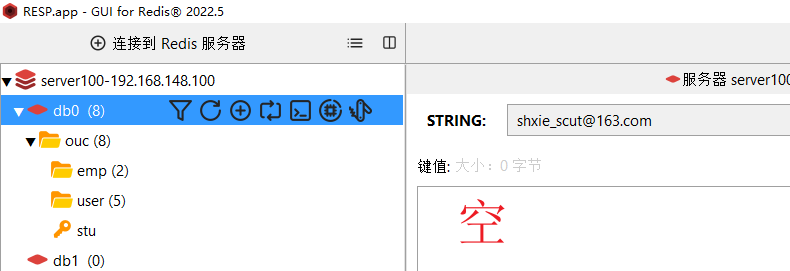 RESP.app - GUI for Redis® 2022.5
连接到 Redis 服务器
server100-192.168.148.100
db0 (8)
ouc (8)
emp (2)
user (5)
stu
db1 (0)
服务器 server100
STRING:
shxie_scut@163.com
键值: 大小：0 字节
空